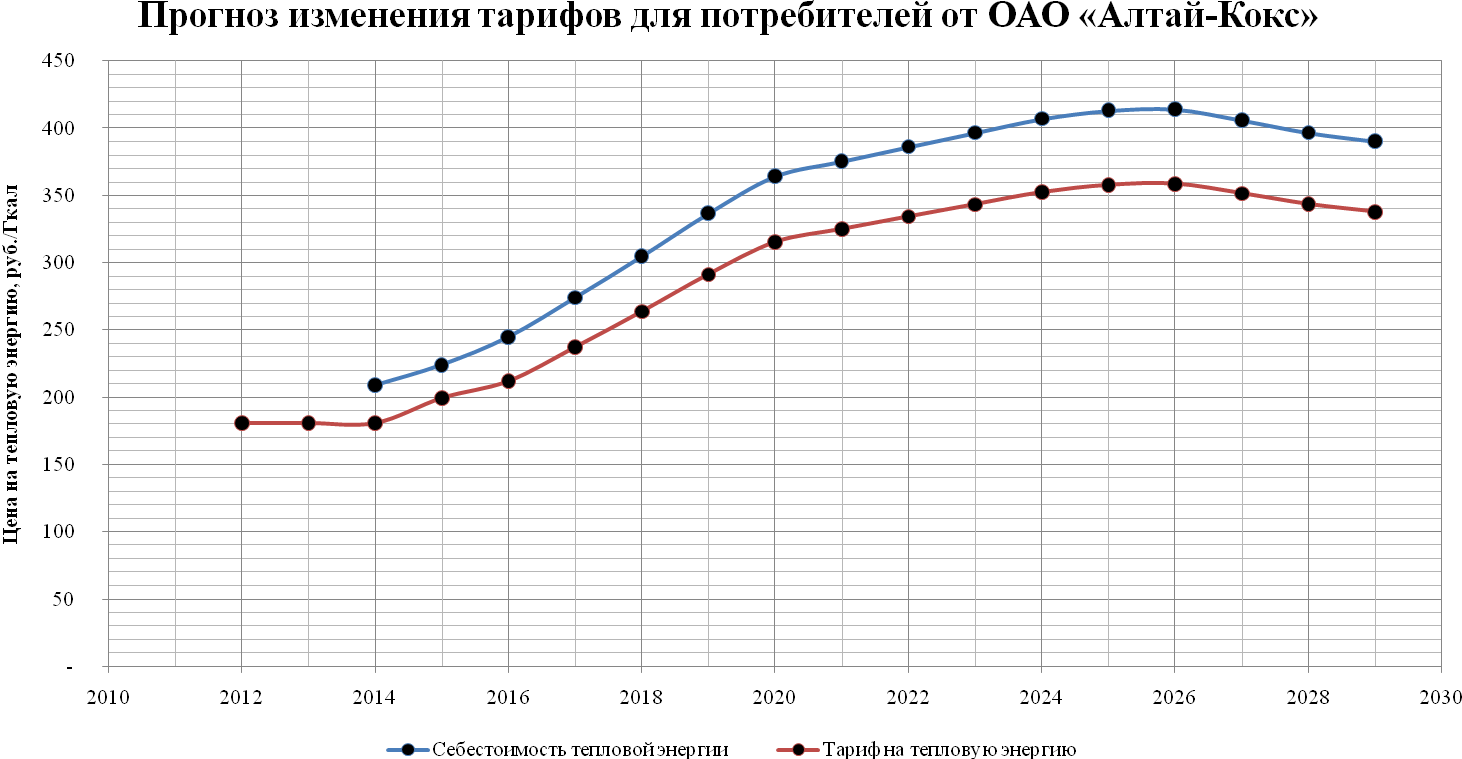 Прогноз изменения тарифов для потребителей от ОАО «Алтай-Кокс»
Цена на тепловую энергию, руб./Гкал
450
400
350
300
250
200
150
100
50
-
2010 2012 2014 2016 2018 2020 2022 2024 2026 2028 2030
Себестоимость тепловой энергии Тариф на тепловую энергию